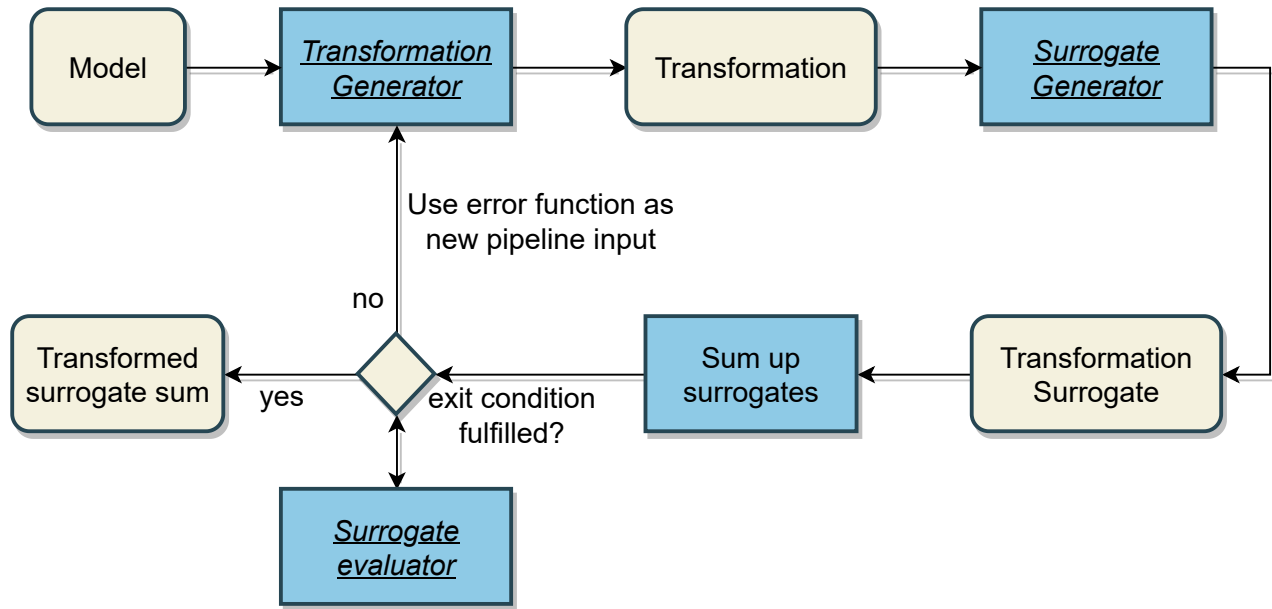 Model
Transformation
Generator
Transformation
Surrogate
Generator
Use error function as
new pipeline input
no
Transformed
surrogate sum
yes
exit condition
fulfilled?
Sum up
surrogates
Transformation
Surrogate
Surrogate
evaluator